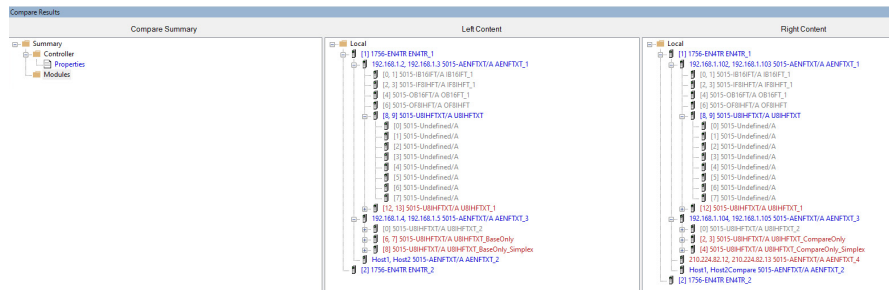 Compare Results
Compare Summary
Left Content
Right Content
Summary
Controller
Properties
Modules
Local
[1] 1756-EN4TR EN4TR_1
192.168.1.2, 192.168.1.3 5015-AENFTXT/A AENFTXT_1
[0, 1] 5015-IB16IFT/A IB16IFT_1
[2, 3] 5015-IF8IHFT/A IF8IHFT_1
[4] 5015-OB16FT/A OB16FT_1
[6] 5015-OF8IHFT/A OF8IHFT
[8, 9] 5015-U8IHFTXT/A U8IHFTXT
[0] 5015-Undefined/A
[1] 5015-Undefined/A
[2] 5015-Undefined/A
[3] 5015-Undefined/A
[4] 5015-Undefined/A
[5] 5015-Undefined/A
[6] 5015-Undefined/A
[7] 5015-Undefined/A
[12, 13] 5015-U8IHFTXT/A U8IHFTXT_1
192.168.1.4, 192.168.1.5 5015-AENFTXT/A AENFTXT_3
[0] 5015-U8IHFTXT/A U8IHFTXT_2
[6, 7] 5015-U8IHFTXT/A U8IHFTXT_BaseOnly
[8] 5015-U8IHFTXT/A U8IHFTXT_BaseOnly_Simplex
Host1, Host2 5015-AENFTXT/A AENFTXT_2
[2] 1756-EN4TR EN4TR_2
Local
[1] 1756-EN4TR EN4TR_1
192.168.1.102, 192.168.1.103 5015-AENFTXT/A AENFTXT_1
[0, 1] 5015-IB16IFT/A IB16IFT_1
[2, 3] 5015-IF8IHFT/A IF8IHFT_1
[4] 5015-OB16FT/A OB16FT_1
[6] 5015-OF8IHFT/A OF8IHFT
[8, 9] 5015-U8IHFTXT/A U8IHFTXT
[0] 5015-Undefined/A
[1] 5015-Undefined/A
[2] 5015-Undefined/A
[3] 5015-Undefined/A
[4] 5015-Undefined/A
[5] 5015-Undefined/A
[6] 5015-Undefined/A
[7] 5015-Undefined/A
[12] 5015-U8IHFTXT/A U8IHFTXT_1
192.168.1.104, 192.168.1.105 5015-AENFTXT/A AENFTXT_3
[0] 5015-U8IHFTXT/A U8IHFTXT_2
[2, 3] 5015-U8IHFTXT/A U8IHFTXT_CompareOnly
[4] 5015-U8IHFTXT/A U8IHFTXT_CompareOnly_Simplex
210.224.82.12, 210.224.82.13 5015-AENFTXT/A AENFTXT_4
Host1, Host2Compare 5015-AENFTXT/A AENFTXT_2
[2] 1756-EN4TR EN4TR_2